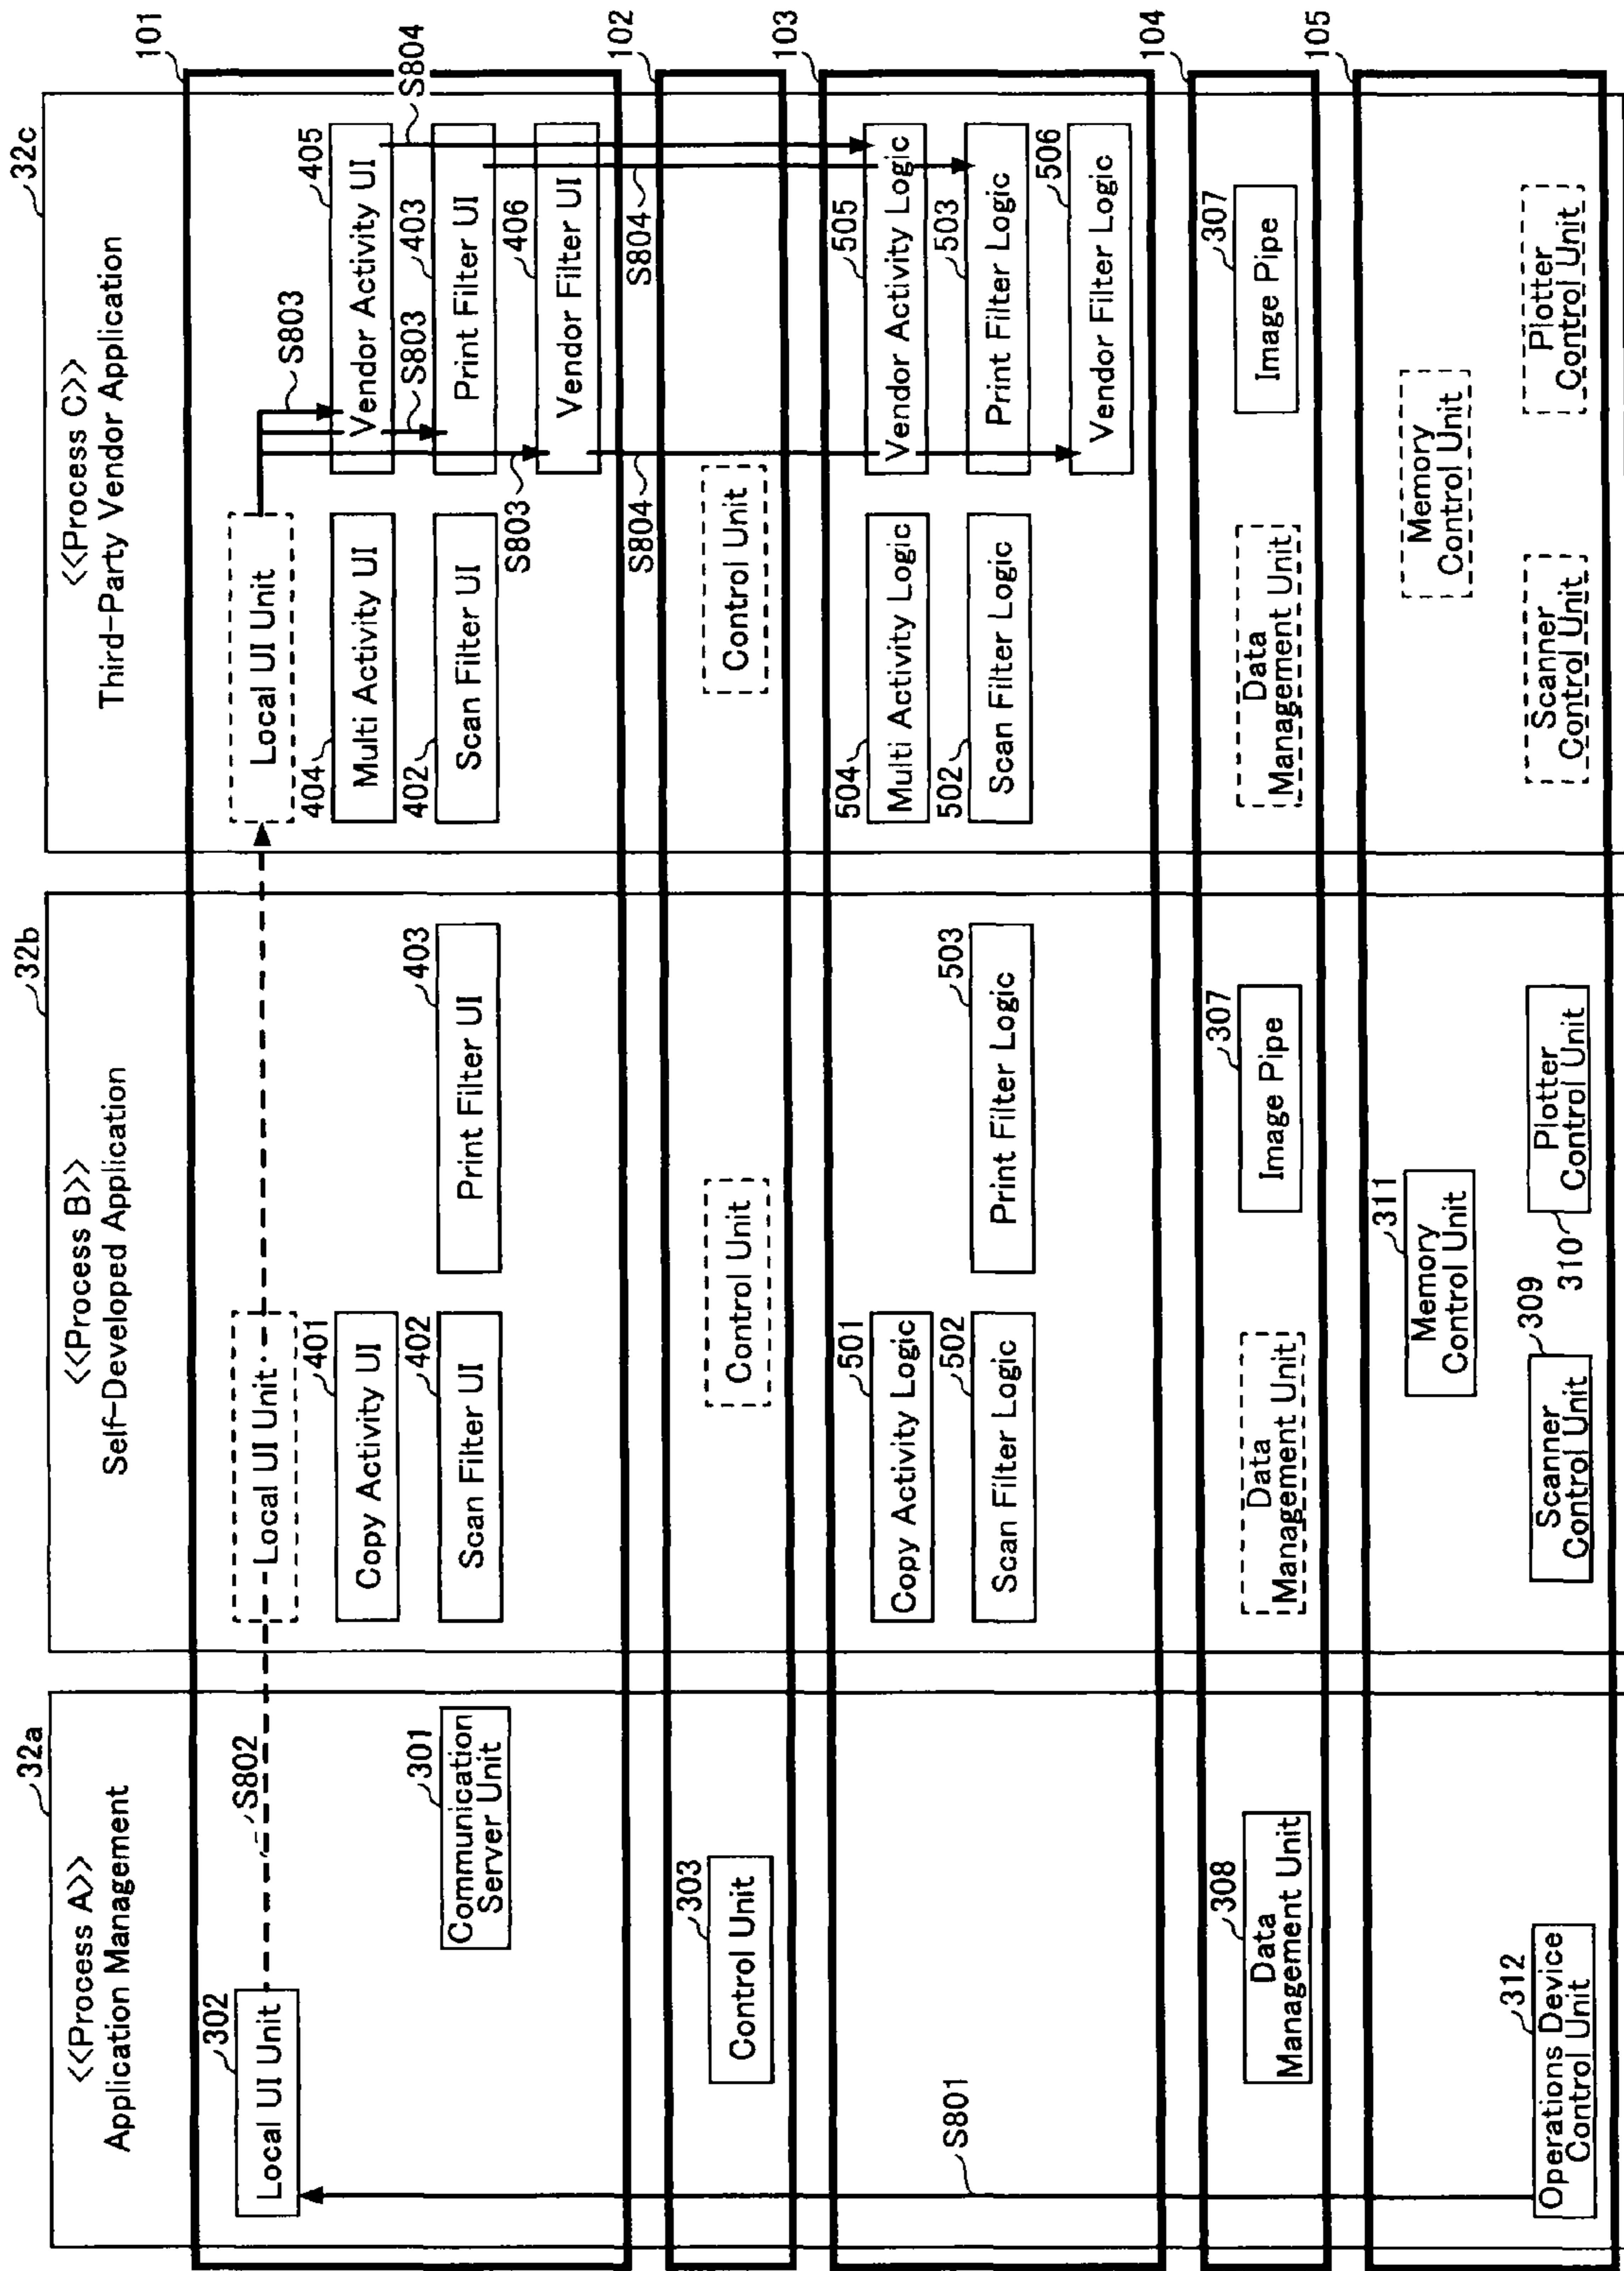 <<Process A>>
Application Management
32a
<<Process B>>
Self-Developed Application
32b
<<Process C>>
Third-Party Vendor Application
32c
101
302
Local UI Unit
S802
Communication
Server Unit
301
Local UI Unit
Copy Activity UI
401
Scan Filter UI
402
Print Filter UI
403
Local UI Unit
404
Multi Activity UI
402
Scan Filter UI
S803
S803
S803
Vendor Activity UI
405
Print Filter UI
403
Vendor Filter UI
406
S804
S804
S804
102
303
Control Unit
Control Unit
Control Unit
103
S801
Copy Activity Logic
501
Scan Filter Logic
502
Print Filter Logic
503
504
Multi Activity Logic
502
Scan Filter Logic
Vendor Activity Logic
505
Print Filter Logic
503
Vendor Filter Logic
506
104
308
Data
Management Unit
Data
Management Unit
Image Pipe
307
Data
Management Unit
Image Pipe
307
105
312
Operations Device
Control Unit
Memory
Control Unit
311
Scanner
Control Unit
309
Plotter
Control Unit
310
Memory
Control Unit
Scanner
Control Unit
Plotter
Control Unit